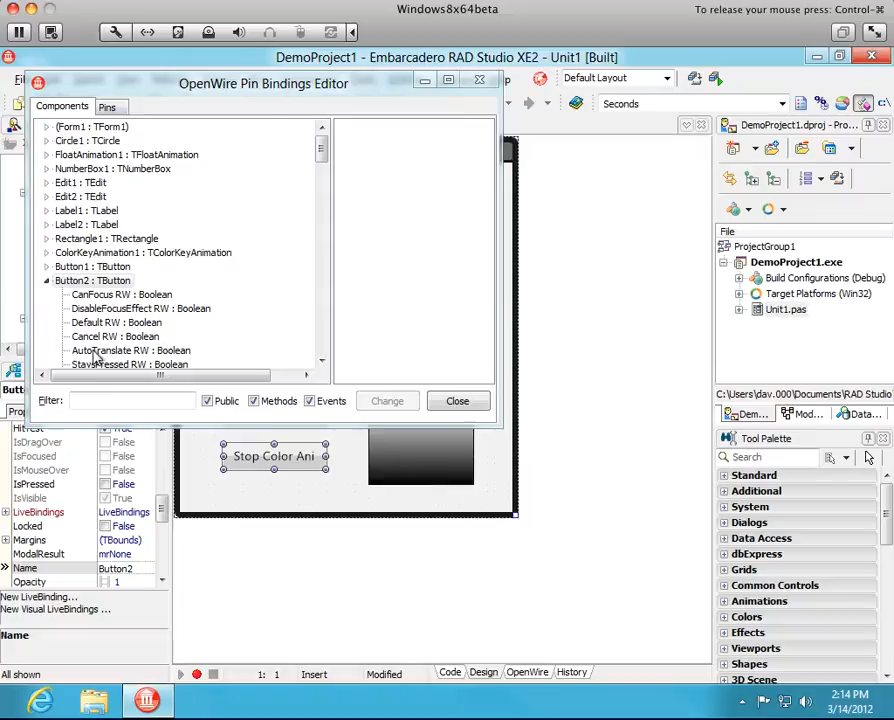 Windows8x64beta
To release your mouse press: Control-⌘
DemoProject1 - Embarcadero RAD Studio XE2 - Unit1 [Built]
OpenWire Pin Bindings Editor
Default Layout
Components
Pins
Seconds
(Form1 : TForm1)
Circle1 : TCircle
FloatAnimation1 : TFloatAnimation
NumberBox1 : TNumberBox
Edit1 : TEdit
Edit2 : TEdit
Label1 : TLabel
Label2 : TLabel
Rectangle1 : TRectangle
ColorKeyAnimation1 : TColorKeyAnimation
Button1 : TButton
Button2 : TButton
CanFocus RW : Boolean
DisableFocusEffect RW : Boolean
Default RW : Boolean
Cancel RW : Boolean
AutoTranslate RW : Boolean
StaysPressed RW : Boolean
Filter:
Public
Methods
Events
Change
Close
DemoProject1.dproj - Pro...
File
ProjectGroup1
DemoProject1.exe
Build Configurations (Debug)
Target Platforms (Win32)
Unit1.pas
C:\Users\dav.000\Documents\RAD Studio
Dem...
Mod...
Data...
Tool Palette
Search
Standard
Additional
System
Dialogs
Data Access
dbExpress
Grids
Common Controls
Animations
Colors
Effects
Viewports
Shapes
3D Scene
IsDragOver False
IsFocused False
IsMouseOver False
IsPressed False
IsVisible True
LiveBindings LiveBindings
Locked False
Margins (TBounds)
ModalResult mrNone
Name Button2
Opacity 1
New LiveBinding...
New Visual LiveBindings ...
Name
All shown
Stop Color Ani
1: 1
Insert
Modified
Code
Design
OpenWire
History
2:14 PM
3/14/2012